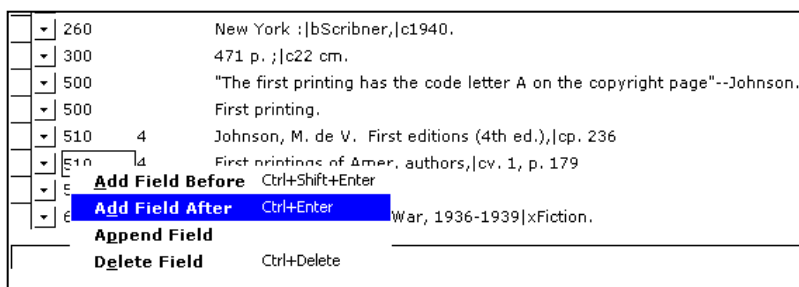 260 New York :|bScribner,|c1940.
300 471 p. ;|c22 cm.
500 "The first printing has the code letter A on the copyright page"--Johnson.
500 First printing.
510 4 Johnson, M. de V. First editions (4th ed.),|cp. 236
510 4 First printings of Amer. authors,|cv. 1, p. 179
5
Add Field Before Ctrl+Shift+Enter
Add Field After Ctrl+Enter
6 War, 1936-1939|xFiction.
Append Field
Delete Field Ctrl+Delete